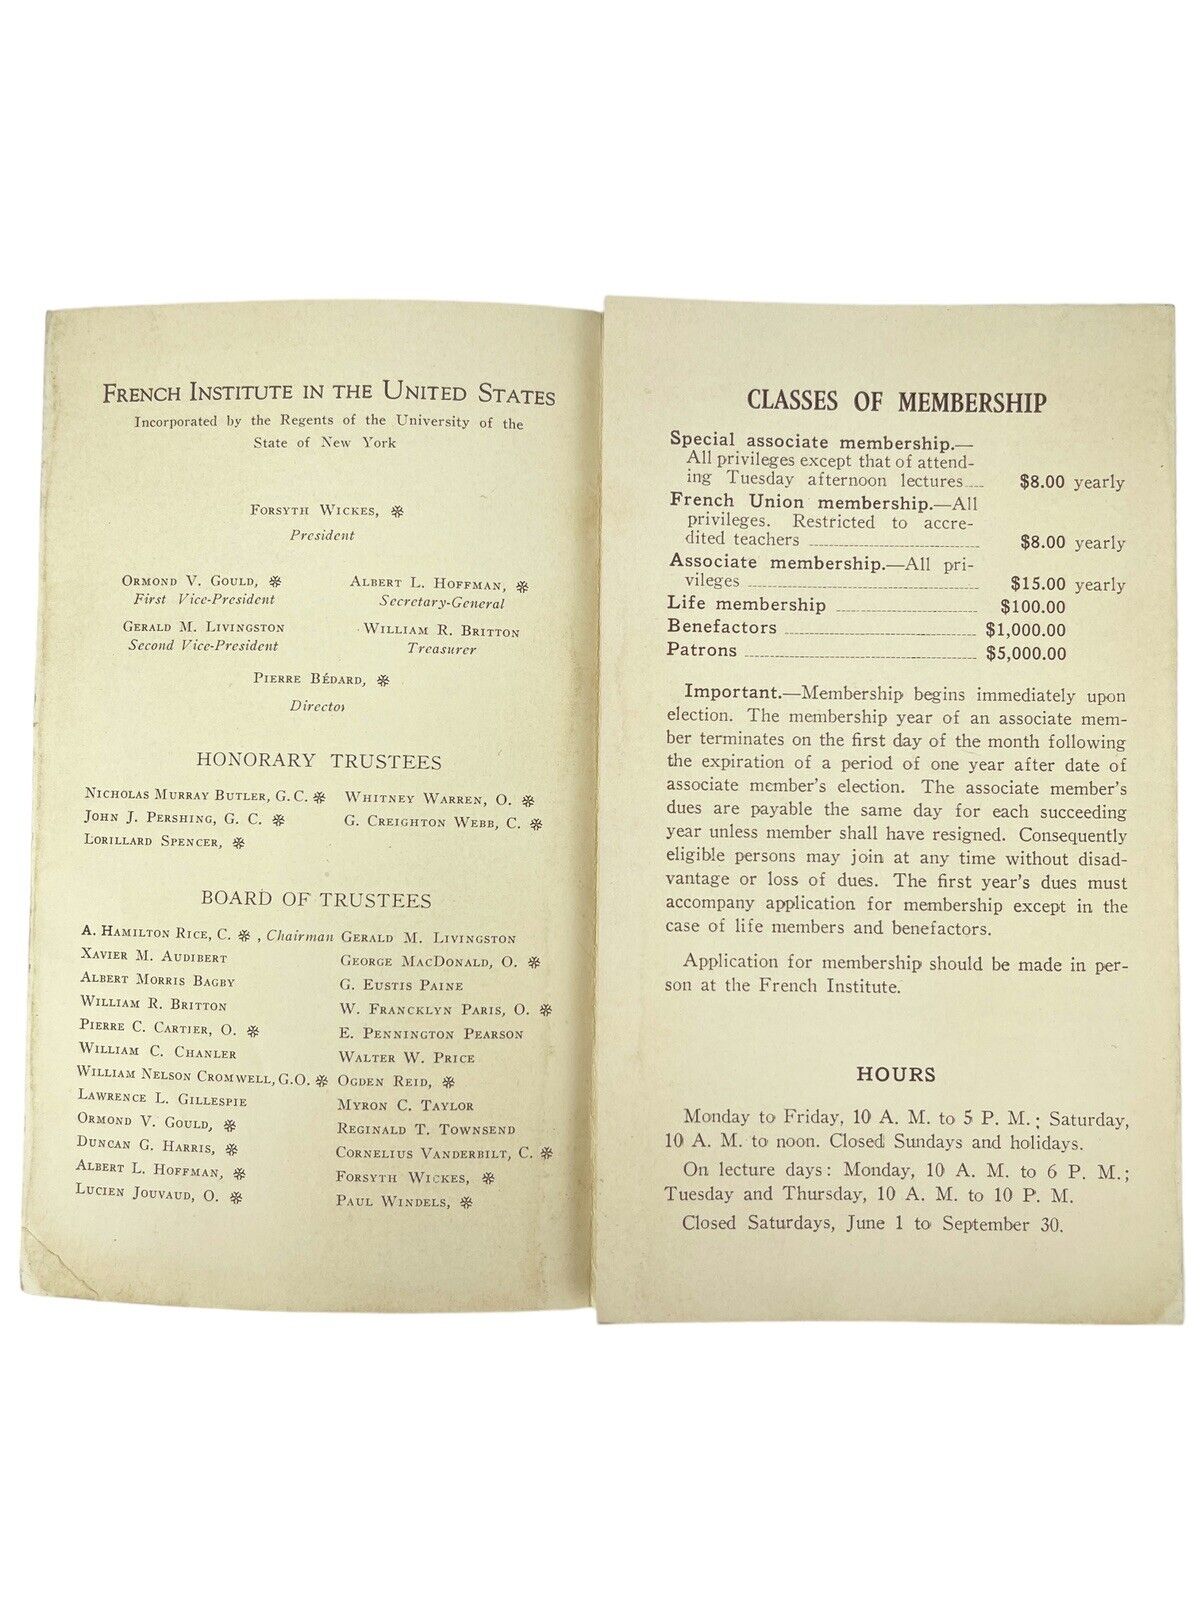 FRENCH INSTITUTE IN THE UNITED STATES
Incorporated by the Regents of the University of the
State of New York
FORSYTH WICKES, ❊
President
ORMOND V. GOULD, ❊
First Vice-President
ALBERT L. HOFFMAN, ❊
Secretary-General
GERALD M. LIVINGSTON
Second Vice-President
WILLIAM R. BRITTON
Treasurer
PIERRE BÉDARD, ❊
Director
HONORARY TRUSTEES
NICHOLAS MURRAY BUTLER, G.C. ❊
JOHN J. PERSHING, G. C. ❊
LORILLARD SPENCER, ❊
WHITNEY WARREN, O. ❊
G. CREIGHTON WEBB, C. ❊
BOARD OF TRUSTEES
A. HAMILTON RICE, C. ❊ , Chairman
XAVIER M. AUDIBERT
ALBERT MORRIS BAGBY
WILLIAM R. BRITTON
PIERRE C. CARTIER, O. ❊
WILLIAM C. CHANLER
WILLIAM NELSON CROMWELL, G.O. ❊
LAWRENCE L. GILLESPIE
ORMOND V. GOULD, ❊
DUNCAN G. HARRIS, ❊
ALBERT L. HOFFMAN, ❊
LUCIEN JOUVAUD, O. ❊
GERALD M. LIVINGSTON
GEORGE MACDONALD, O. ❊
G. EUSTIS PAINE
W. FRANCKLYN PARIS, O. ❊
E. PENNINGTON PEARSON
WALTER W. PRICE
OGDEN REID, ❊
MYRON C. TAYLOR
REGINALD T. TOWNSEND
CORNELIUS VANDERBILT, C. ❊
FORSYTH WICKES, ❊
PAUL WINDELS, ❊
CLASSES OF MEMBERSHIP
Special associate membership.—
All privileges except that of attend-
ing Tuesday afternoon lectures $8.00 yearly
French Union membership.—All
privileges. Restricted to accre-
dited teachers $8.00 yearly
Associate membership.—All pri-
vileges $15.00 yearly
Life membership $100.00
Benefactors $1,000.00
Patrons $5,000.00
Important.—Membership begins immediately upon
election. The membership year of an associate mem-
ber terminates on the first day of the month following
the expiration of a period of one year after date of
associate member's election. The associate member's
dues are payable the same day for each succeeding
year unless member shall have resigned. Consequently
eligible persons may join at any time without disad-
vantage or loss of dues. The first year's dues must
accompany application for membership except in the
case of life members and benefactors.
Application for membership should be made in per-
son at the French Institute.
HOURS
Monday to Friday, 10 A. M. to 5 P. M.; Saturday,
10 A. M. to noon. Closed Sundays and holidays.
On lecture days: Monday, 10 A. M. to 6 P. M.;
Tuesday and Thursday, 10 A. M. to 10 P. M.
Closed Saturdays, June 1 to September 30.